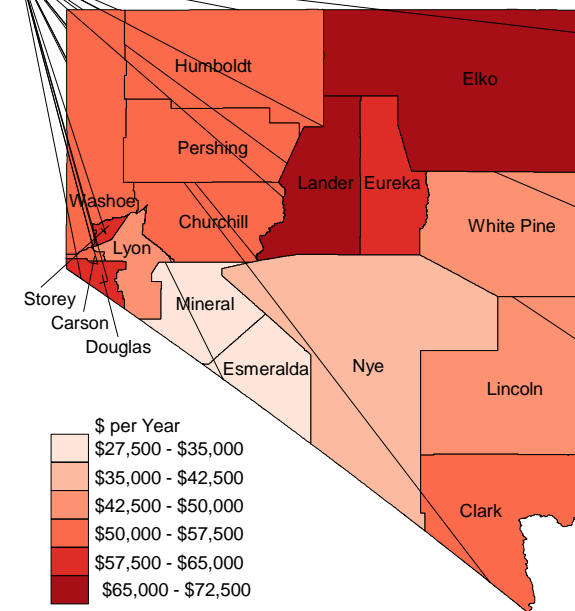 Humboldt
Elko
Pershing
Lander
Eureka
Washoe
Churchill
White Pine
Lyon
Storey
Mineral
Carson
Douglas
Esmeralda
Nye
Lincoln
Clark
$ per Year
$27,500 - $35,000
$35,000 - $42,500
$42,500 - $50,000
$50,000 - $57,500
$57,500 - $65,000
$65,000 - $72,500